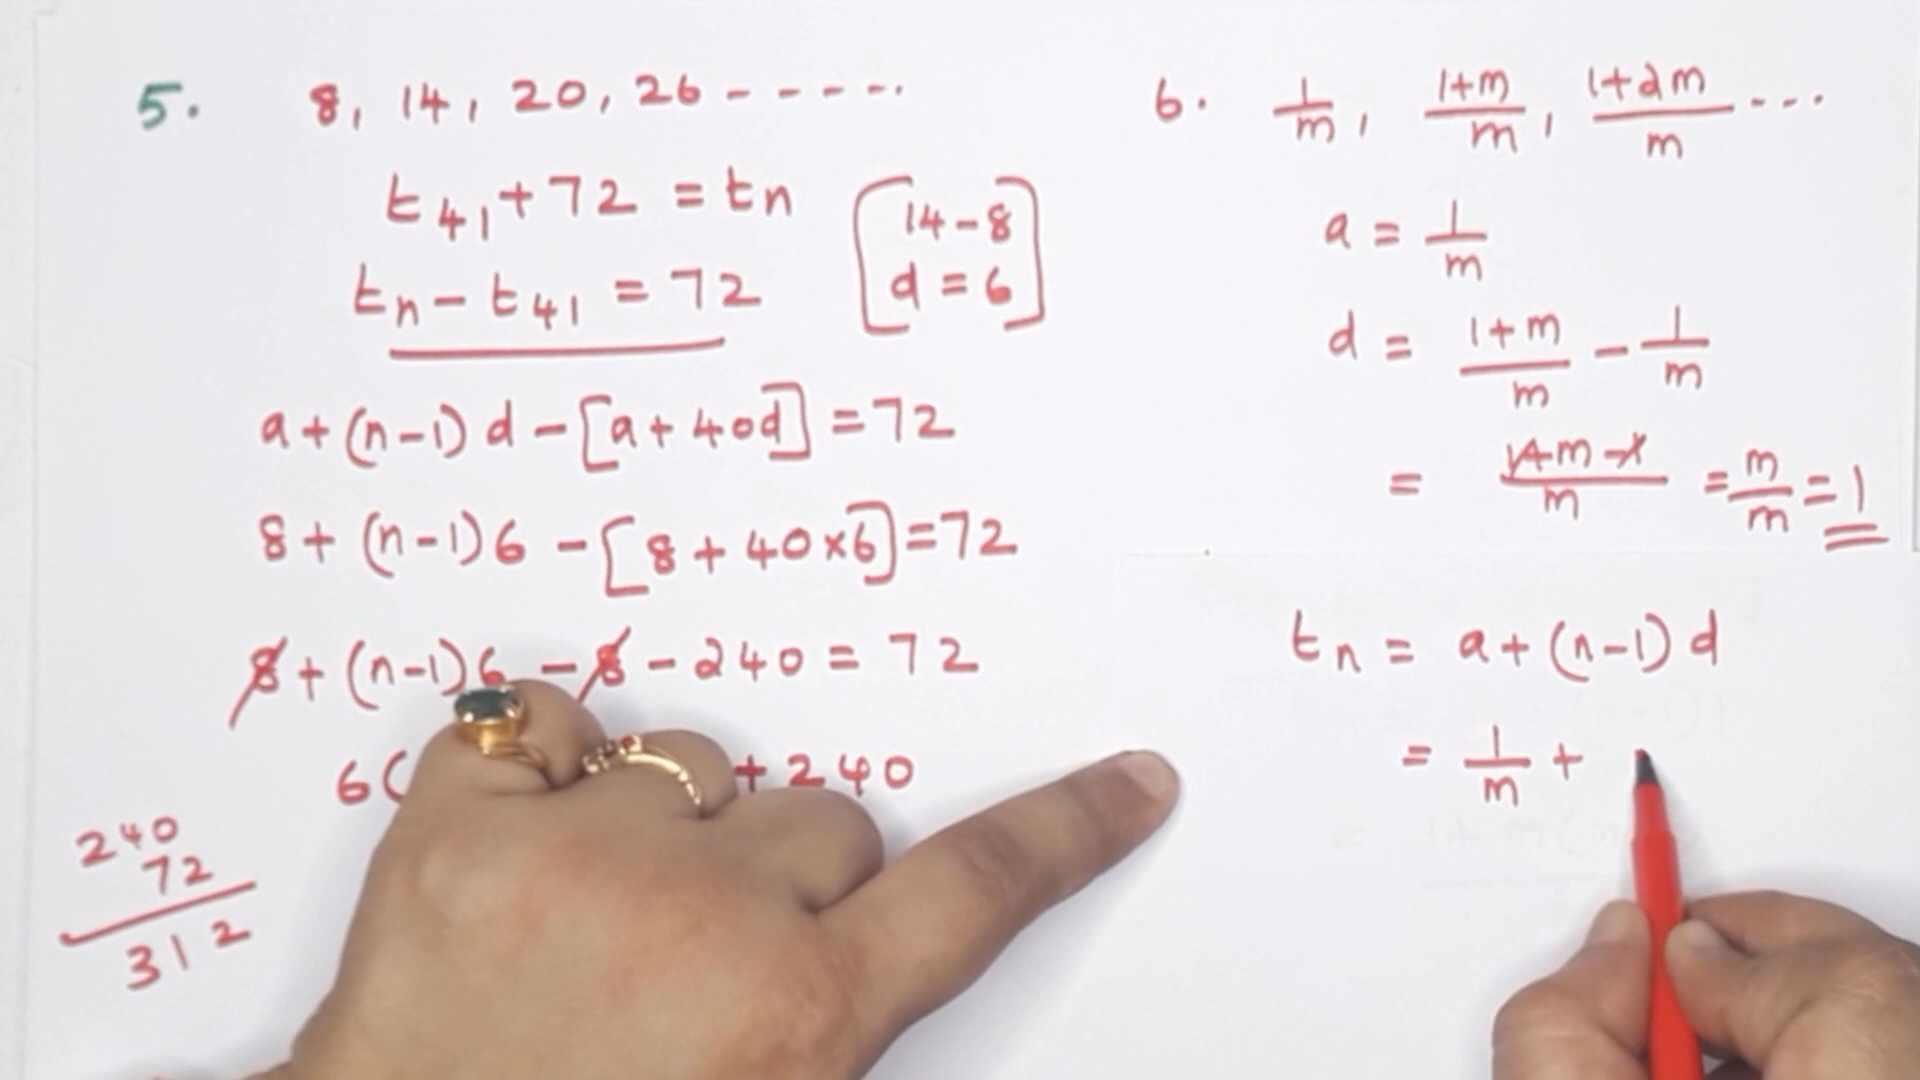 5. 8, 14, 20, 26 - - - - - .
t41 + 72 = tn
[14 - 8
d = 6]
tn - t41 = 72
a + (n-1) d - [a + 40d] = 72
8 + (n-1)6 - [8 + 40×6] = 72
8 + (n-1)6 - 8 - 240 = 72
6( + 240
240
72
312
6. 1/m, 1+m/m, 1+2m/m ...
a = 1/m
d = 1+m/m - 1/m
= 1+m-1/m = m/m = 1
tn = a + (n-1) d
= 1/m +